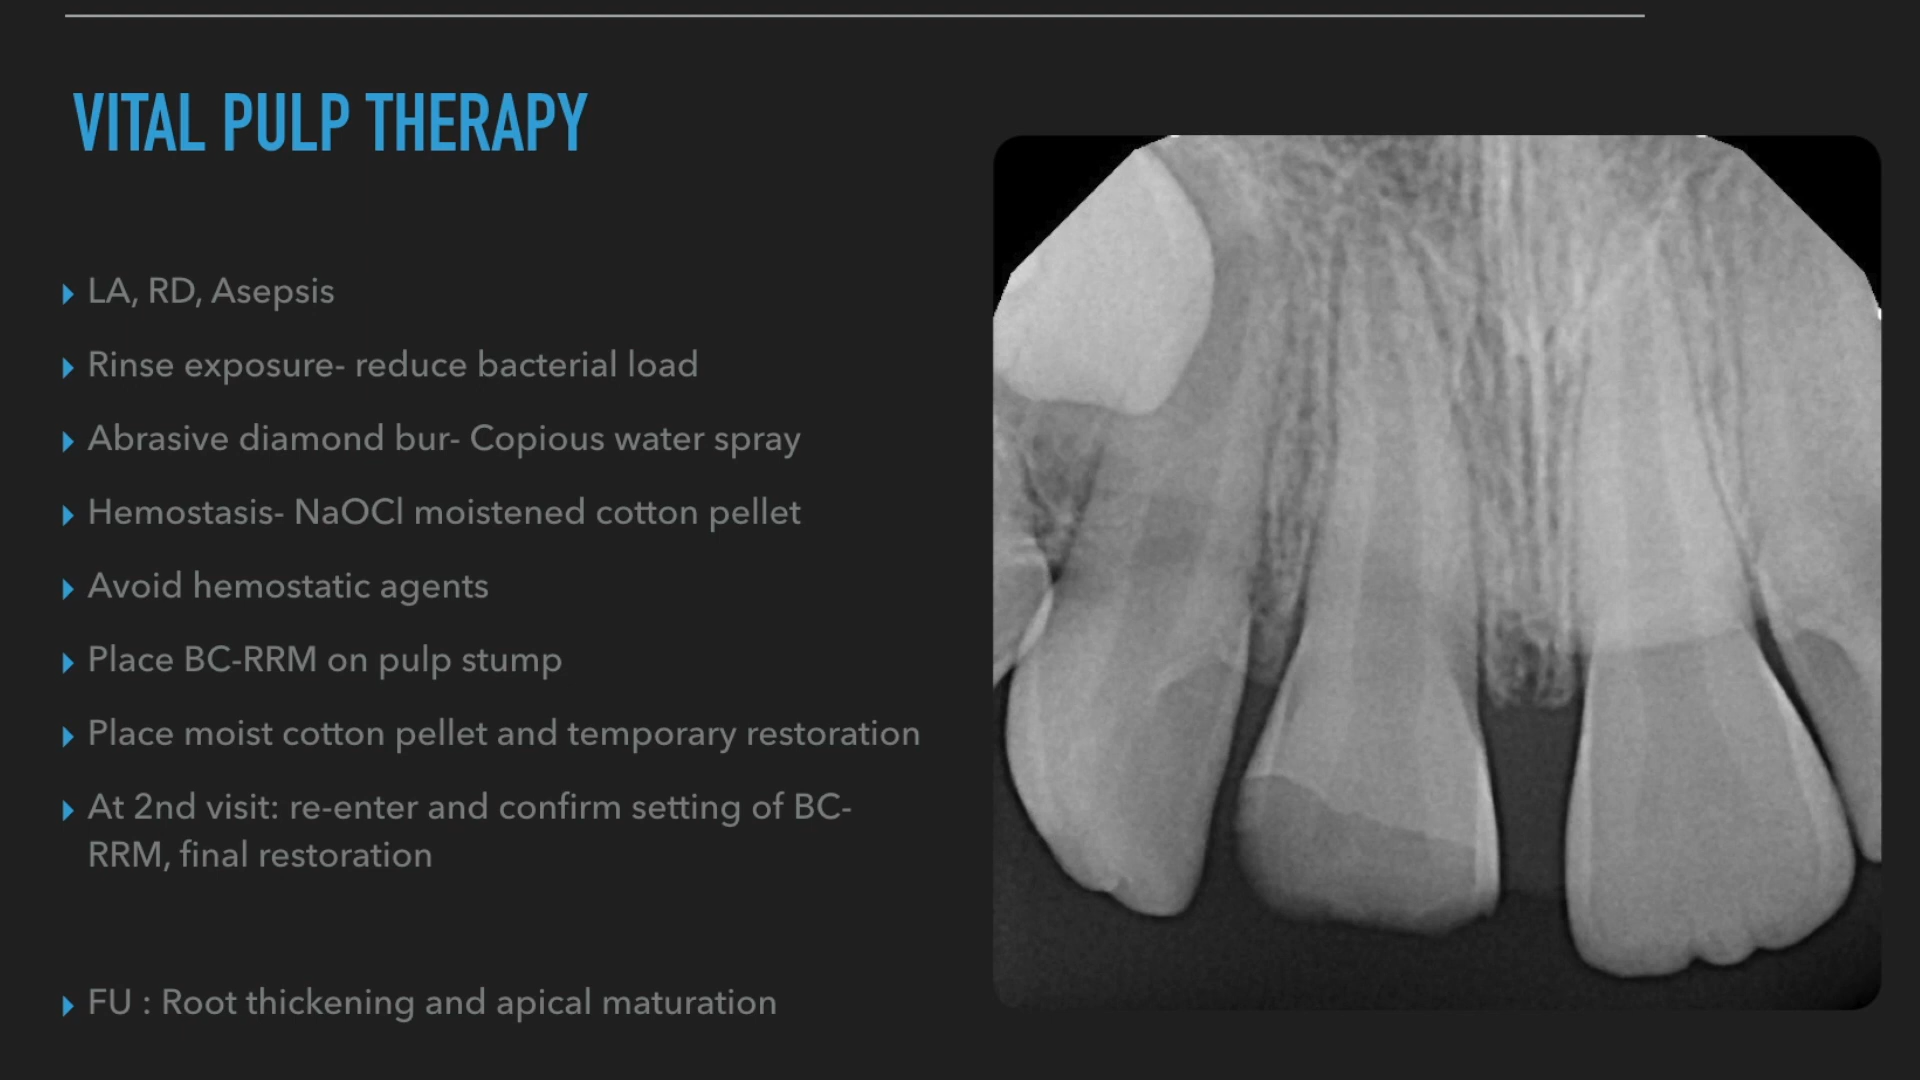 VITAL PULP THERAPY
LA, RD, Asepsis
Rinse exposure- reduce bacterial load
Abrasive diamond bur- Copious water spray
Hemostasis- NaOCl moistened cotton pellet
Avoid hemostatic agents
Place BC-RRM on pulp stump
Place moist cotton pellet and temporary restoration
At 2nd visit: re-enter and confirm setting of BC-
RRM, final restoration
FU : Root thickening and apical maturation